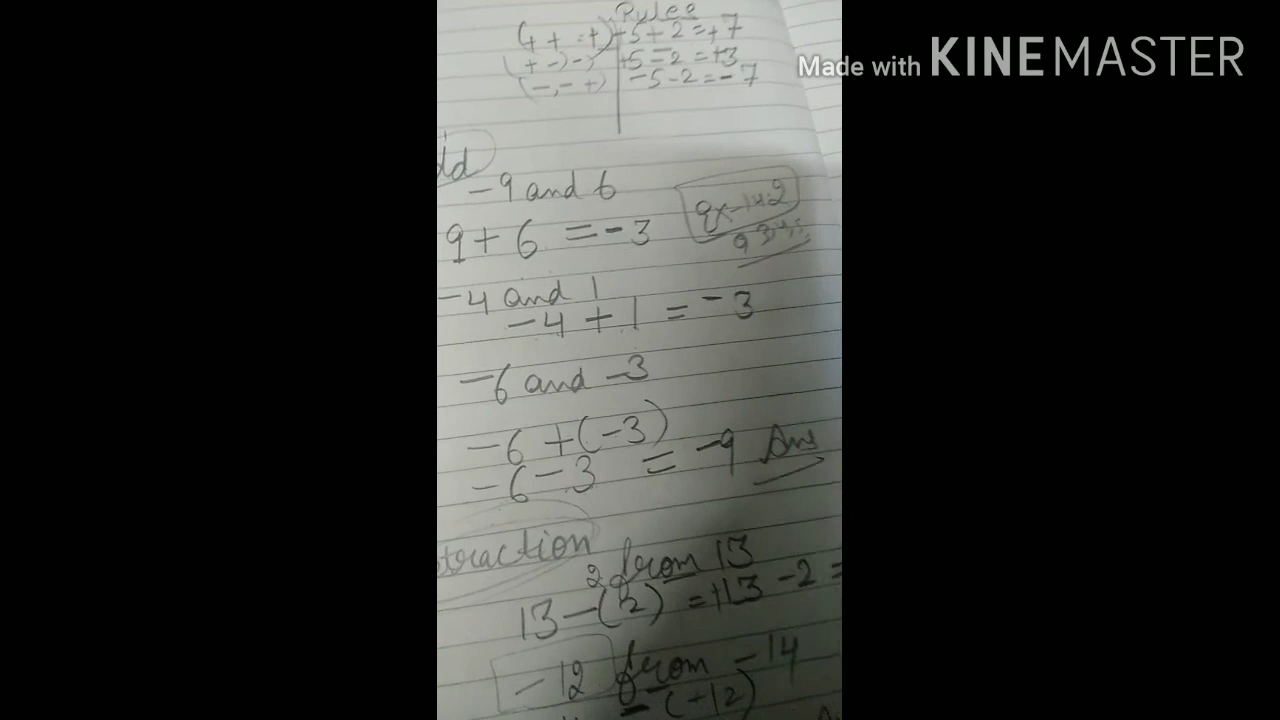 Rules
(+ + = +) 5 + 2 = + 7
(+ -) - +5 - 2 = +3
(-, - +) - 5 - 2 = - 7
Made with KINEMASTER
dd
- 9 and 6
9 + 6 = - 3
- 4 and 1
- 4 + 1 = - 3
- 6 and - 3
- 6 + (- 3)
- 6 - 3 = - 9 Ans
traction
2 from 13
13 - (2) = +13 - 2 =
- 12 from - 14
- (-12)